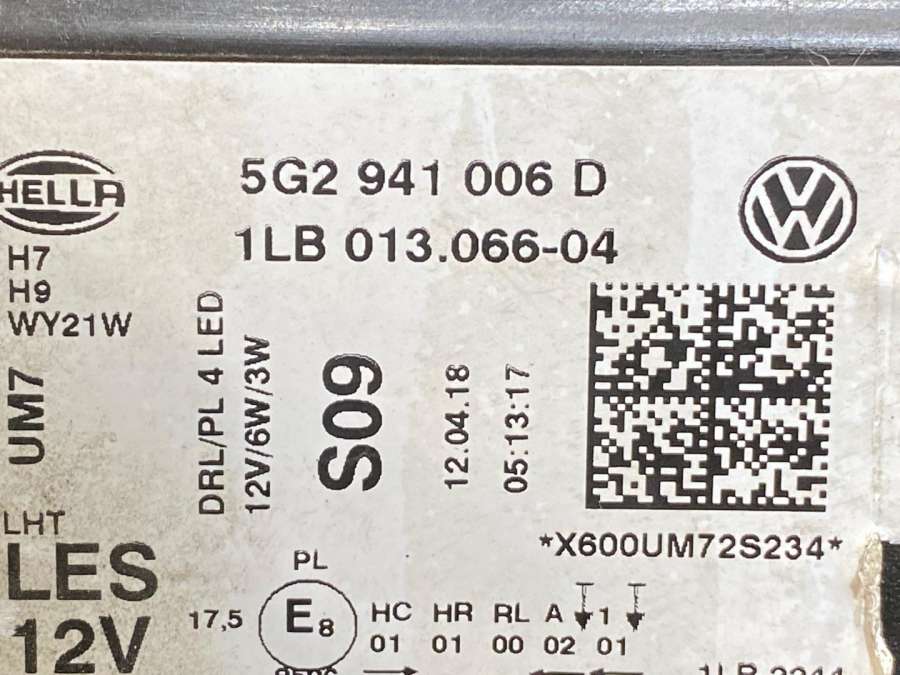 HELLA
5G2 941 006 D
1LB 013.066-04
H7
H9
WY21W
UM7
DRL/PL 4 LED
12V/6W/3W
S09
12.04.18
05:13:17
*X600UM72S234*
LHT
LES
12V
PL
17,5
E8
HC HR RL A 1
01 01 00 02 01